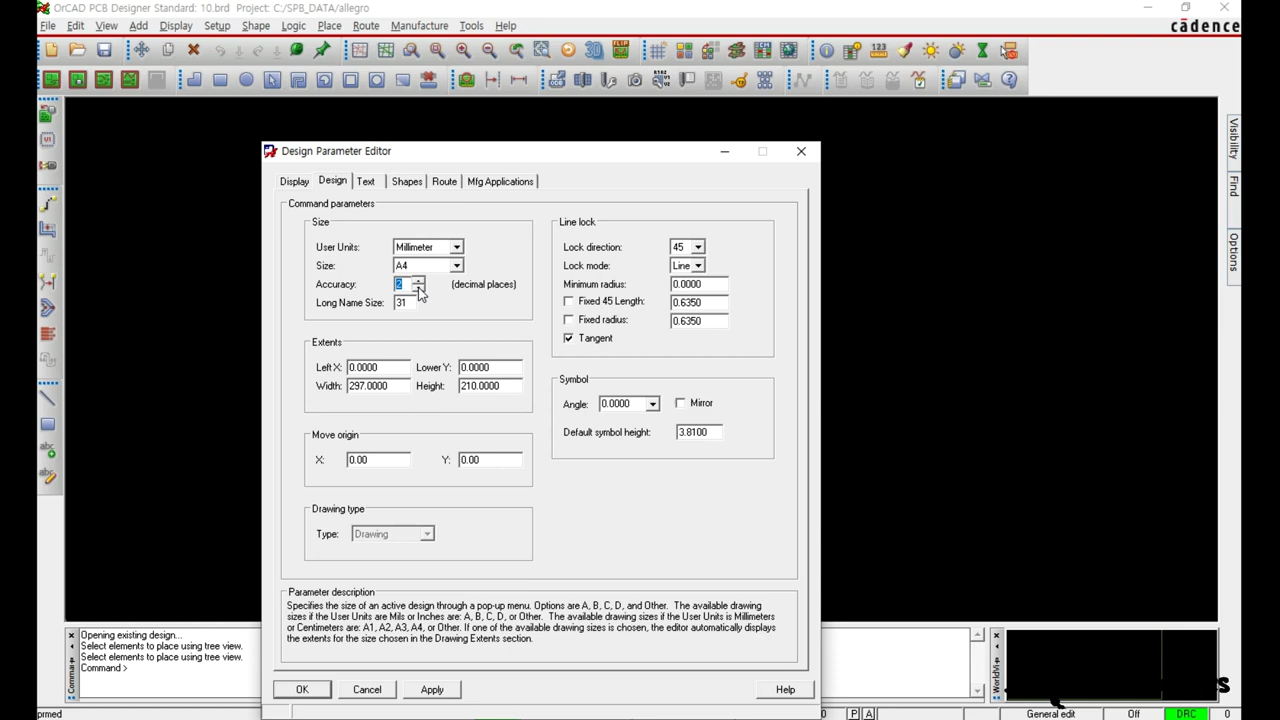 OrCAD PCB Designer Standard: 10.brd Project: C:/SPB_DATA/allegro
File Edit View Add Display Setup Shape Logic Place Route Manufacture Tools Help
cādence
Design Parameter Editor
Display Design Text Shapes Route Mfg Applications
Command parameters
Size
User Units: Millimeter
Size: A4
Accuracy: 2 (decimal places)
Long Name Size: 31
Extents
Left X: 0.0000 Lower Y: 0.0000
Width: 297.0000 Height: 210.0000
Move origin
X: 0.00 Y: 0.00
Drawing type
Type: Drawing
Line lock
Lock direction: 45
Lock mode: Line
Minimum radius: 0.0000
Fixed 45 Length: 0.6350
Fixed radius: 0.6350
Tangent
Symbol
Angle: 0.0000 Mirror
Default symbol height: 3.8100
Parameter description
Specifies the size of an active design through a pop-up menu. Options are A, B, C, D, and Other. The available drawing
sizes if the User Units are Mils or Inches are: A, B, C, D, or Other. The available drawing sizes if the User Units is Millimeters
or Centimeters are: A1, A2, A3, A4, or Other. If one of the available drawing sizes is chosen, the editor automatically displays
the extents for the size chosen in the Drawing Extents section.
OK Cancel Apply Help
Visibility
Find
Options
Opening existing design...
Select elements to place using tree view.
Select elements to place using tree view.
Command >
Command
WorldVi
prmed
P A General edit Off DRC 0